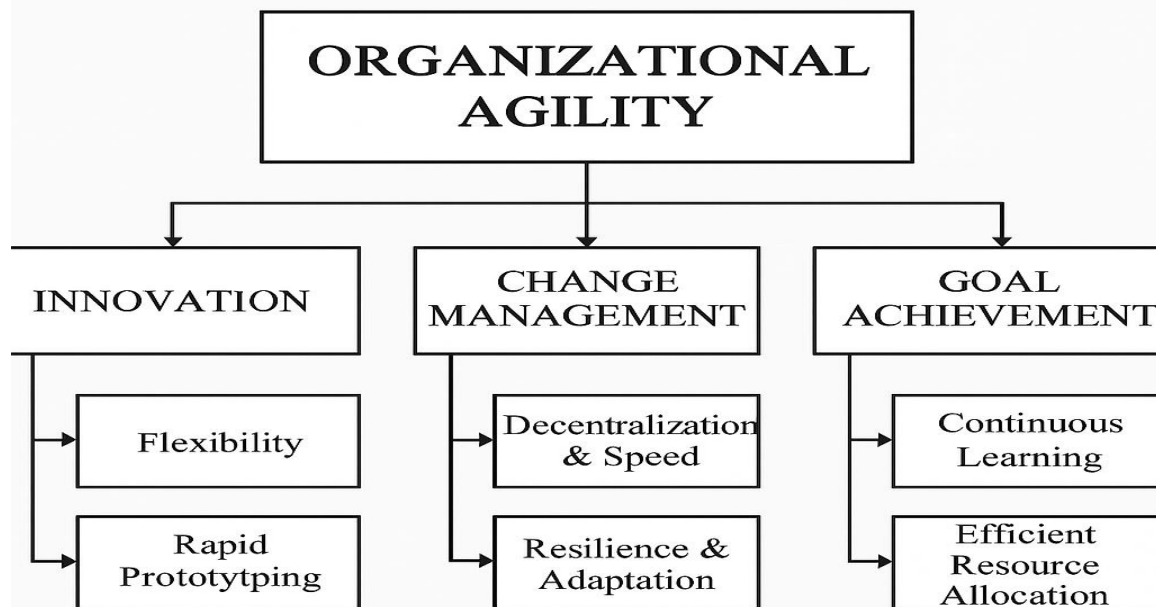 ORGANIZATIONAL
AGILITY
INNOVATION
CHANGE
MANAGEMENT
GOAL
ACHIEVEMENT
Flexibility
Decentralization
& Speed
Continuous
Learning
Rapid
Prototytping
Resilience &
Adaptation
Efficient
Resource
Allocation